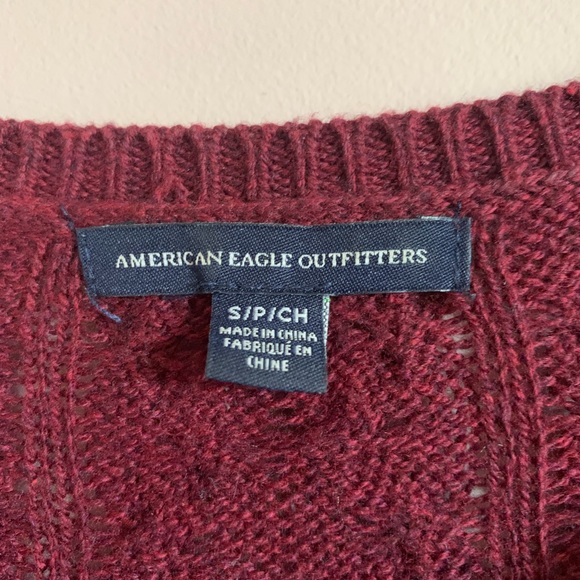 AMERICAN EAGLE OUTFITTERS
S/P/CH
MADE IN CHINA
FABRIQUÉ EN
CHINE